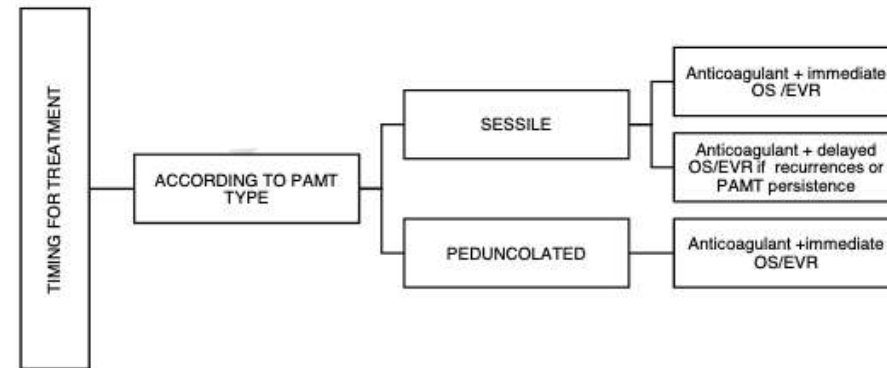 TIMING FOR TREATMENT
ACCORDING TO PAMT
TYPE
SESSILE
Anticoagulant + immediate
OS /EVR
Anticoagulant + delayed
OS/EVR if recurrences or
PAMT persistence
PEDUNCOLATED
Anticoagulant +immediate
OS/EVR